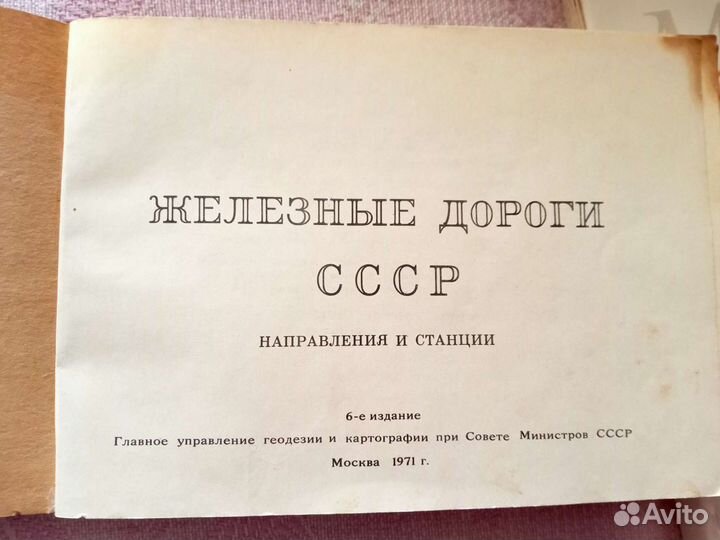 ЖЕЛЕЗНЫЕ ДОРОГИ
СССР
НАПРАВЛЕНИЯ И СТАНЦИИ
6-е издание
Главное управление геодезии и картографии при Совете Министров СССР
Москва 1971 г.
Avito